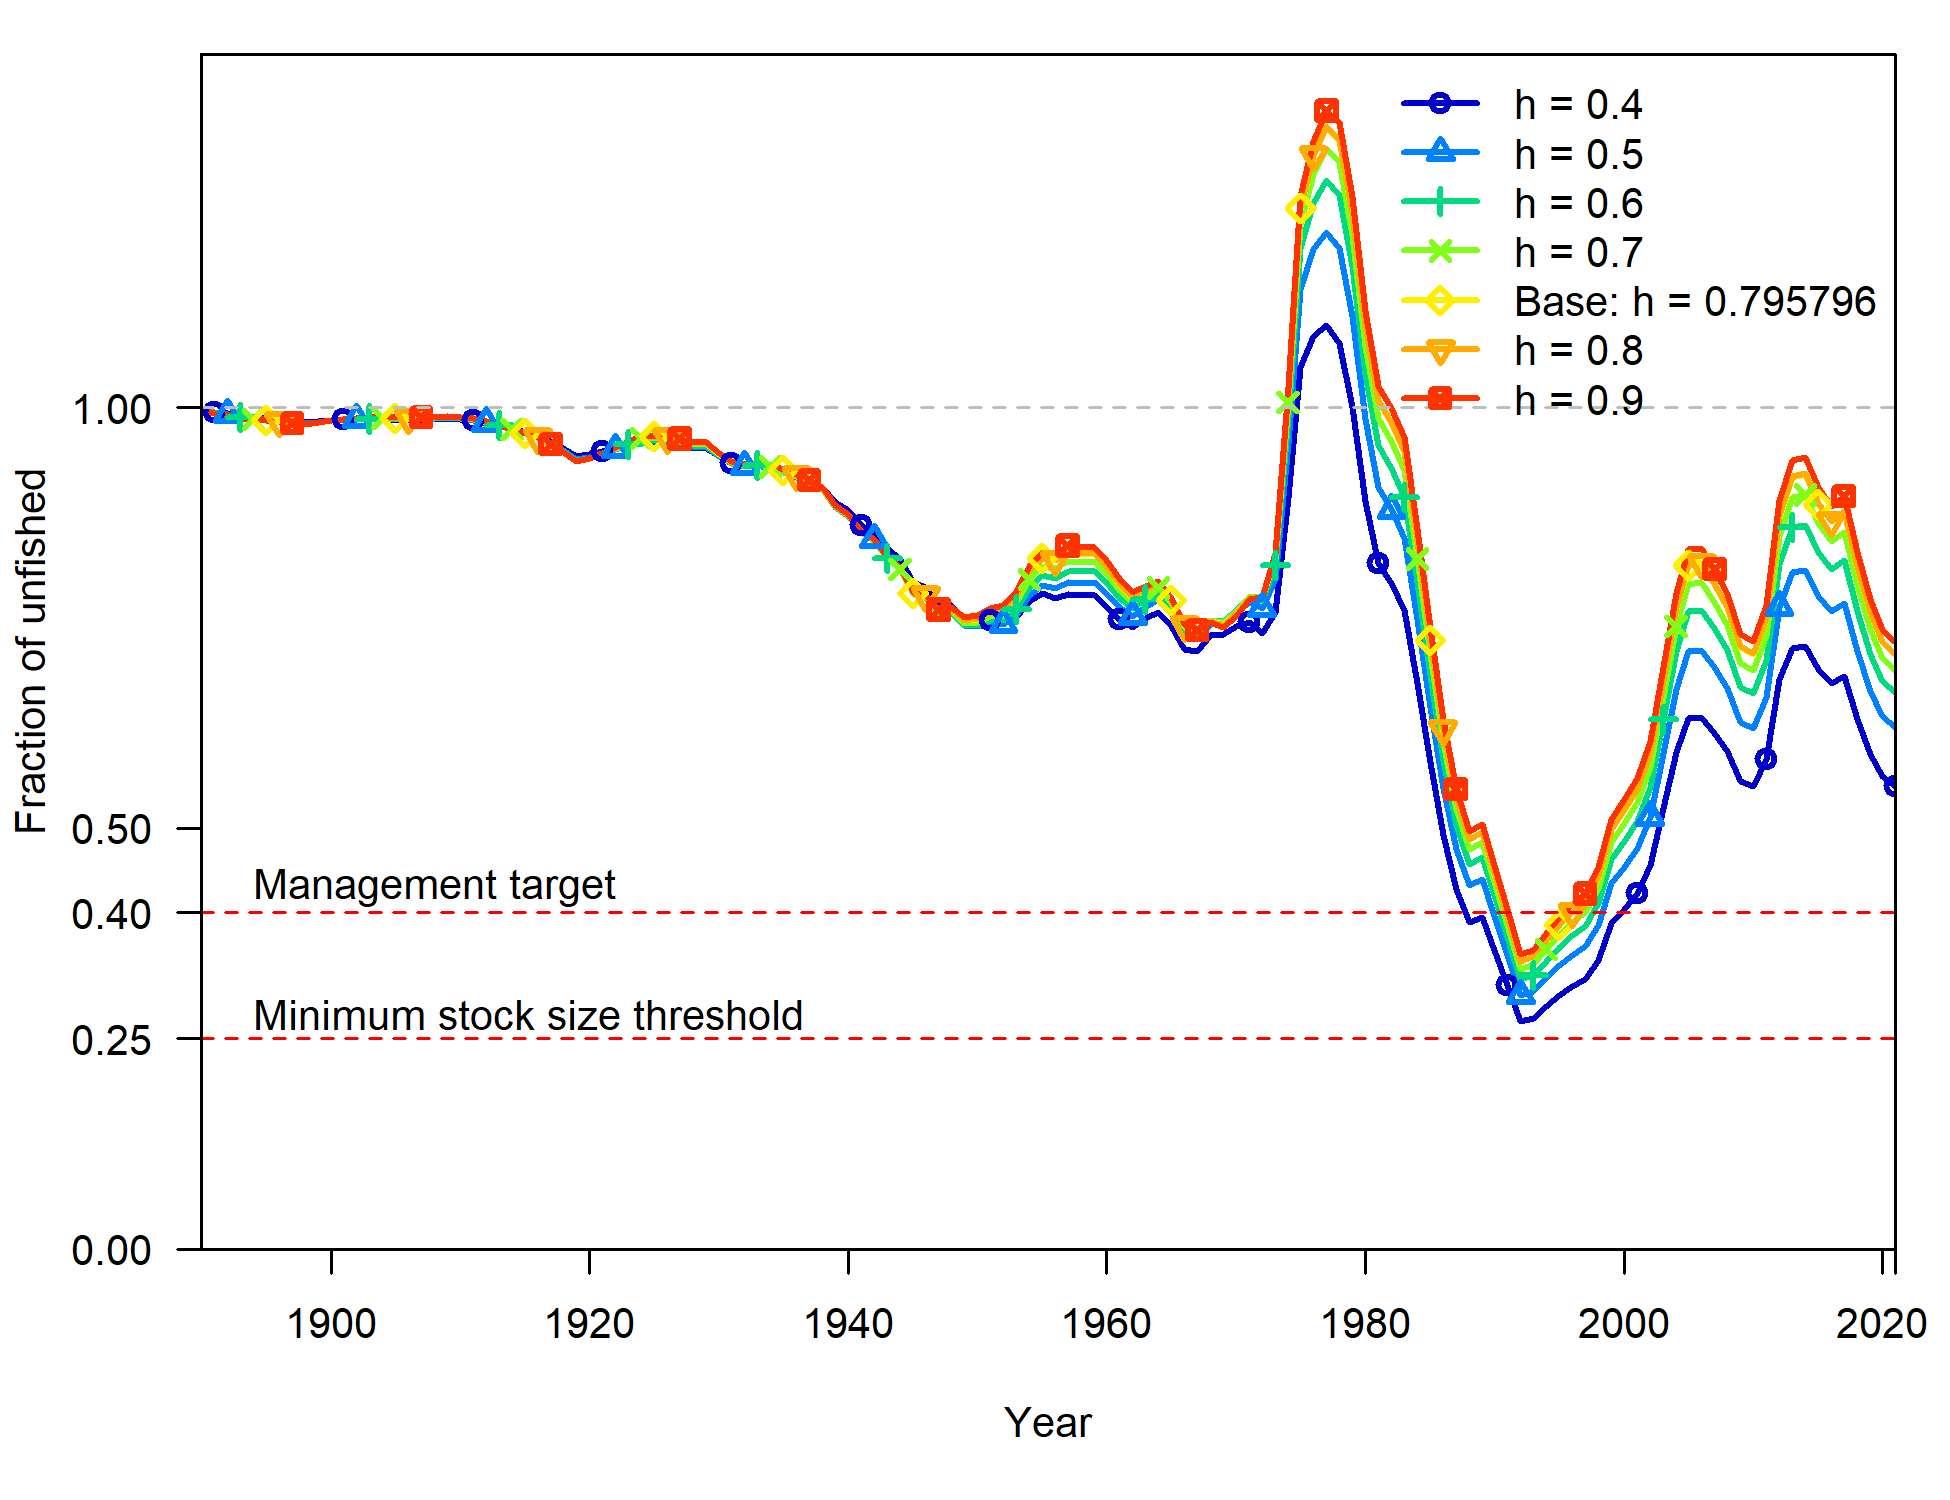 h = 0.4
h = 0.5
h = 0.6
h = 0.7
Base: h = 0.795796
h = 0.8
h = 0.9
1.00
0.50
0.40
0.25
0.00
Fraction of unfished
Management target
Minimum stock size threshold
1900
1920
1940
1960
1980
2000
2020
Year